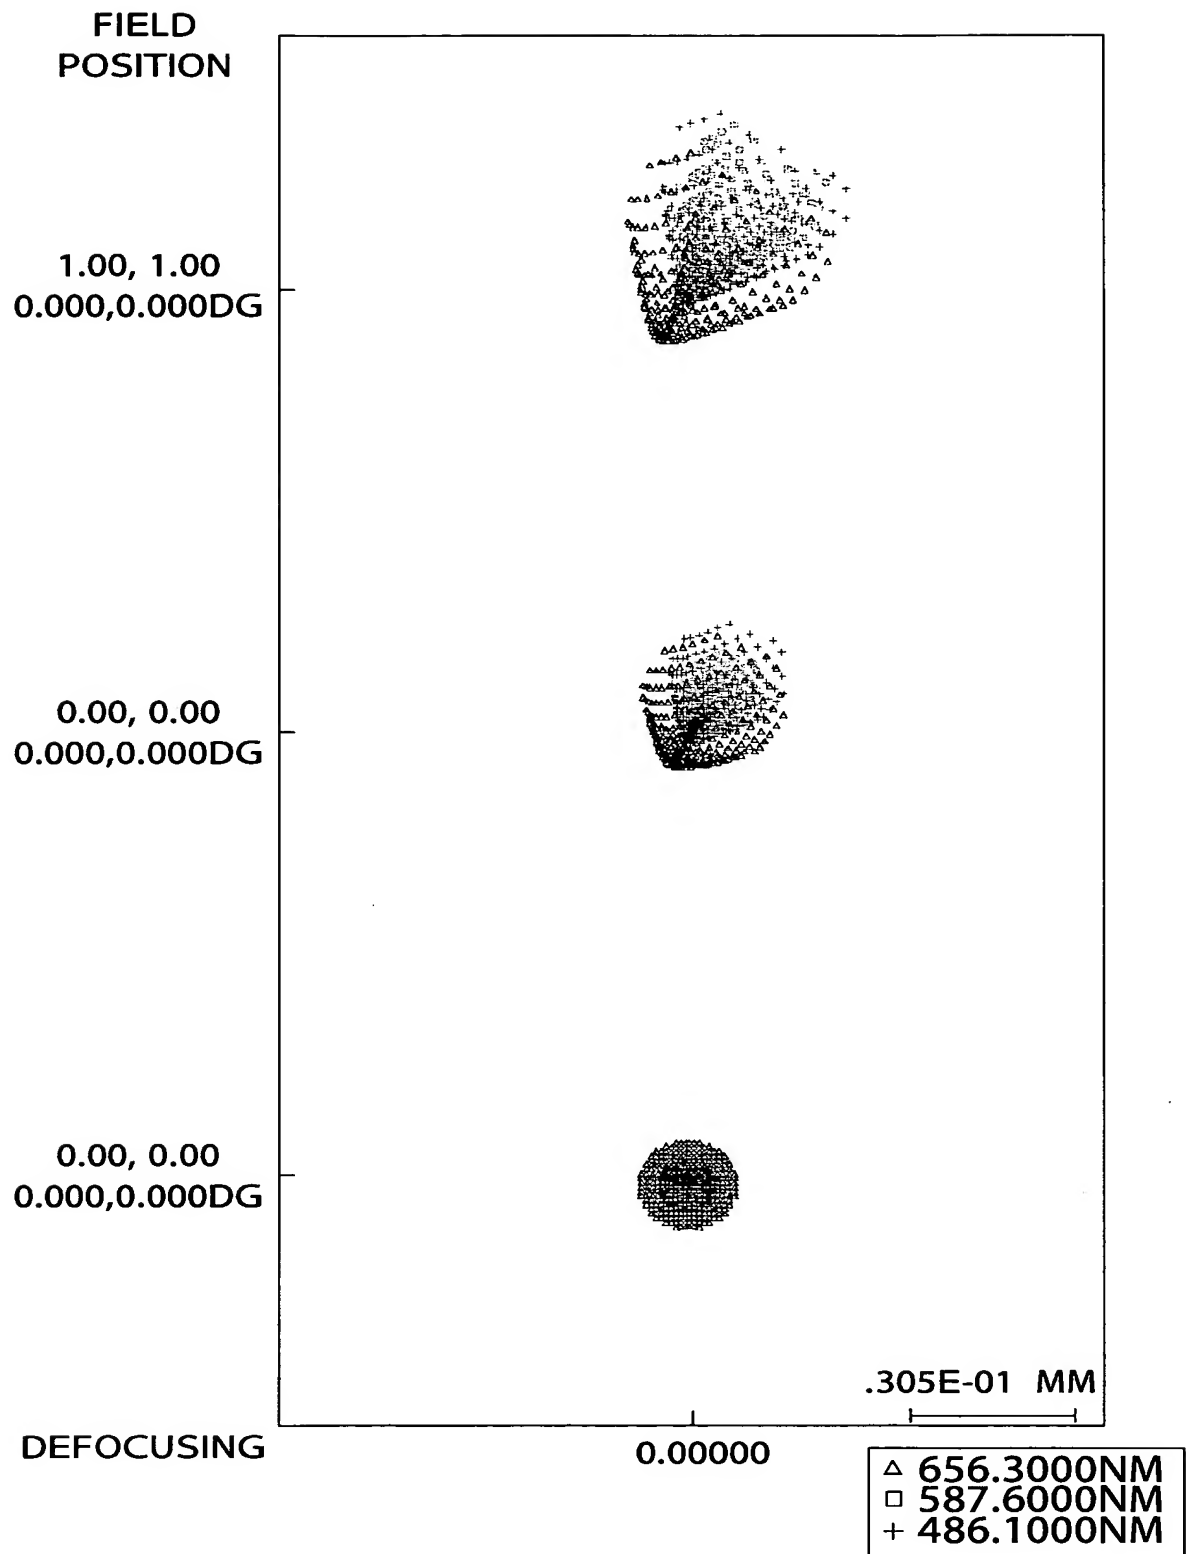 FIELD
POSITION
1.00, 1.00
0.000,0.000DG
0.00, 0.00
0.000,0.000DG
0.00, 0.00
0.000,0.000DG
.305E-01 MM
DEFOCUSING
0.00000
△ 656.3000NM
□ 587.6000NM
+ 486.1000NM